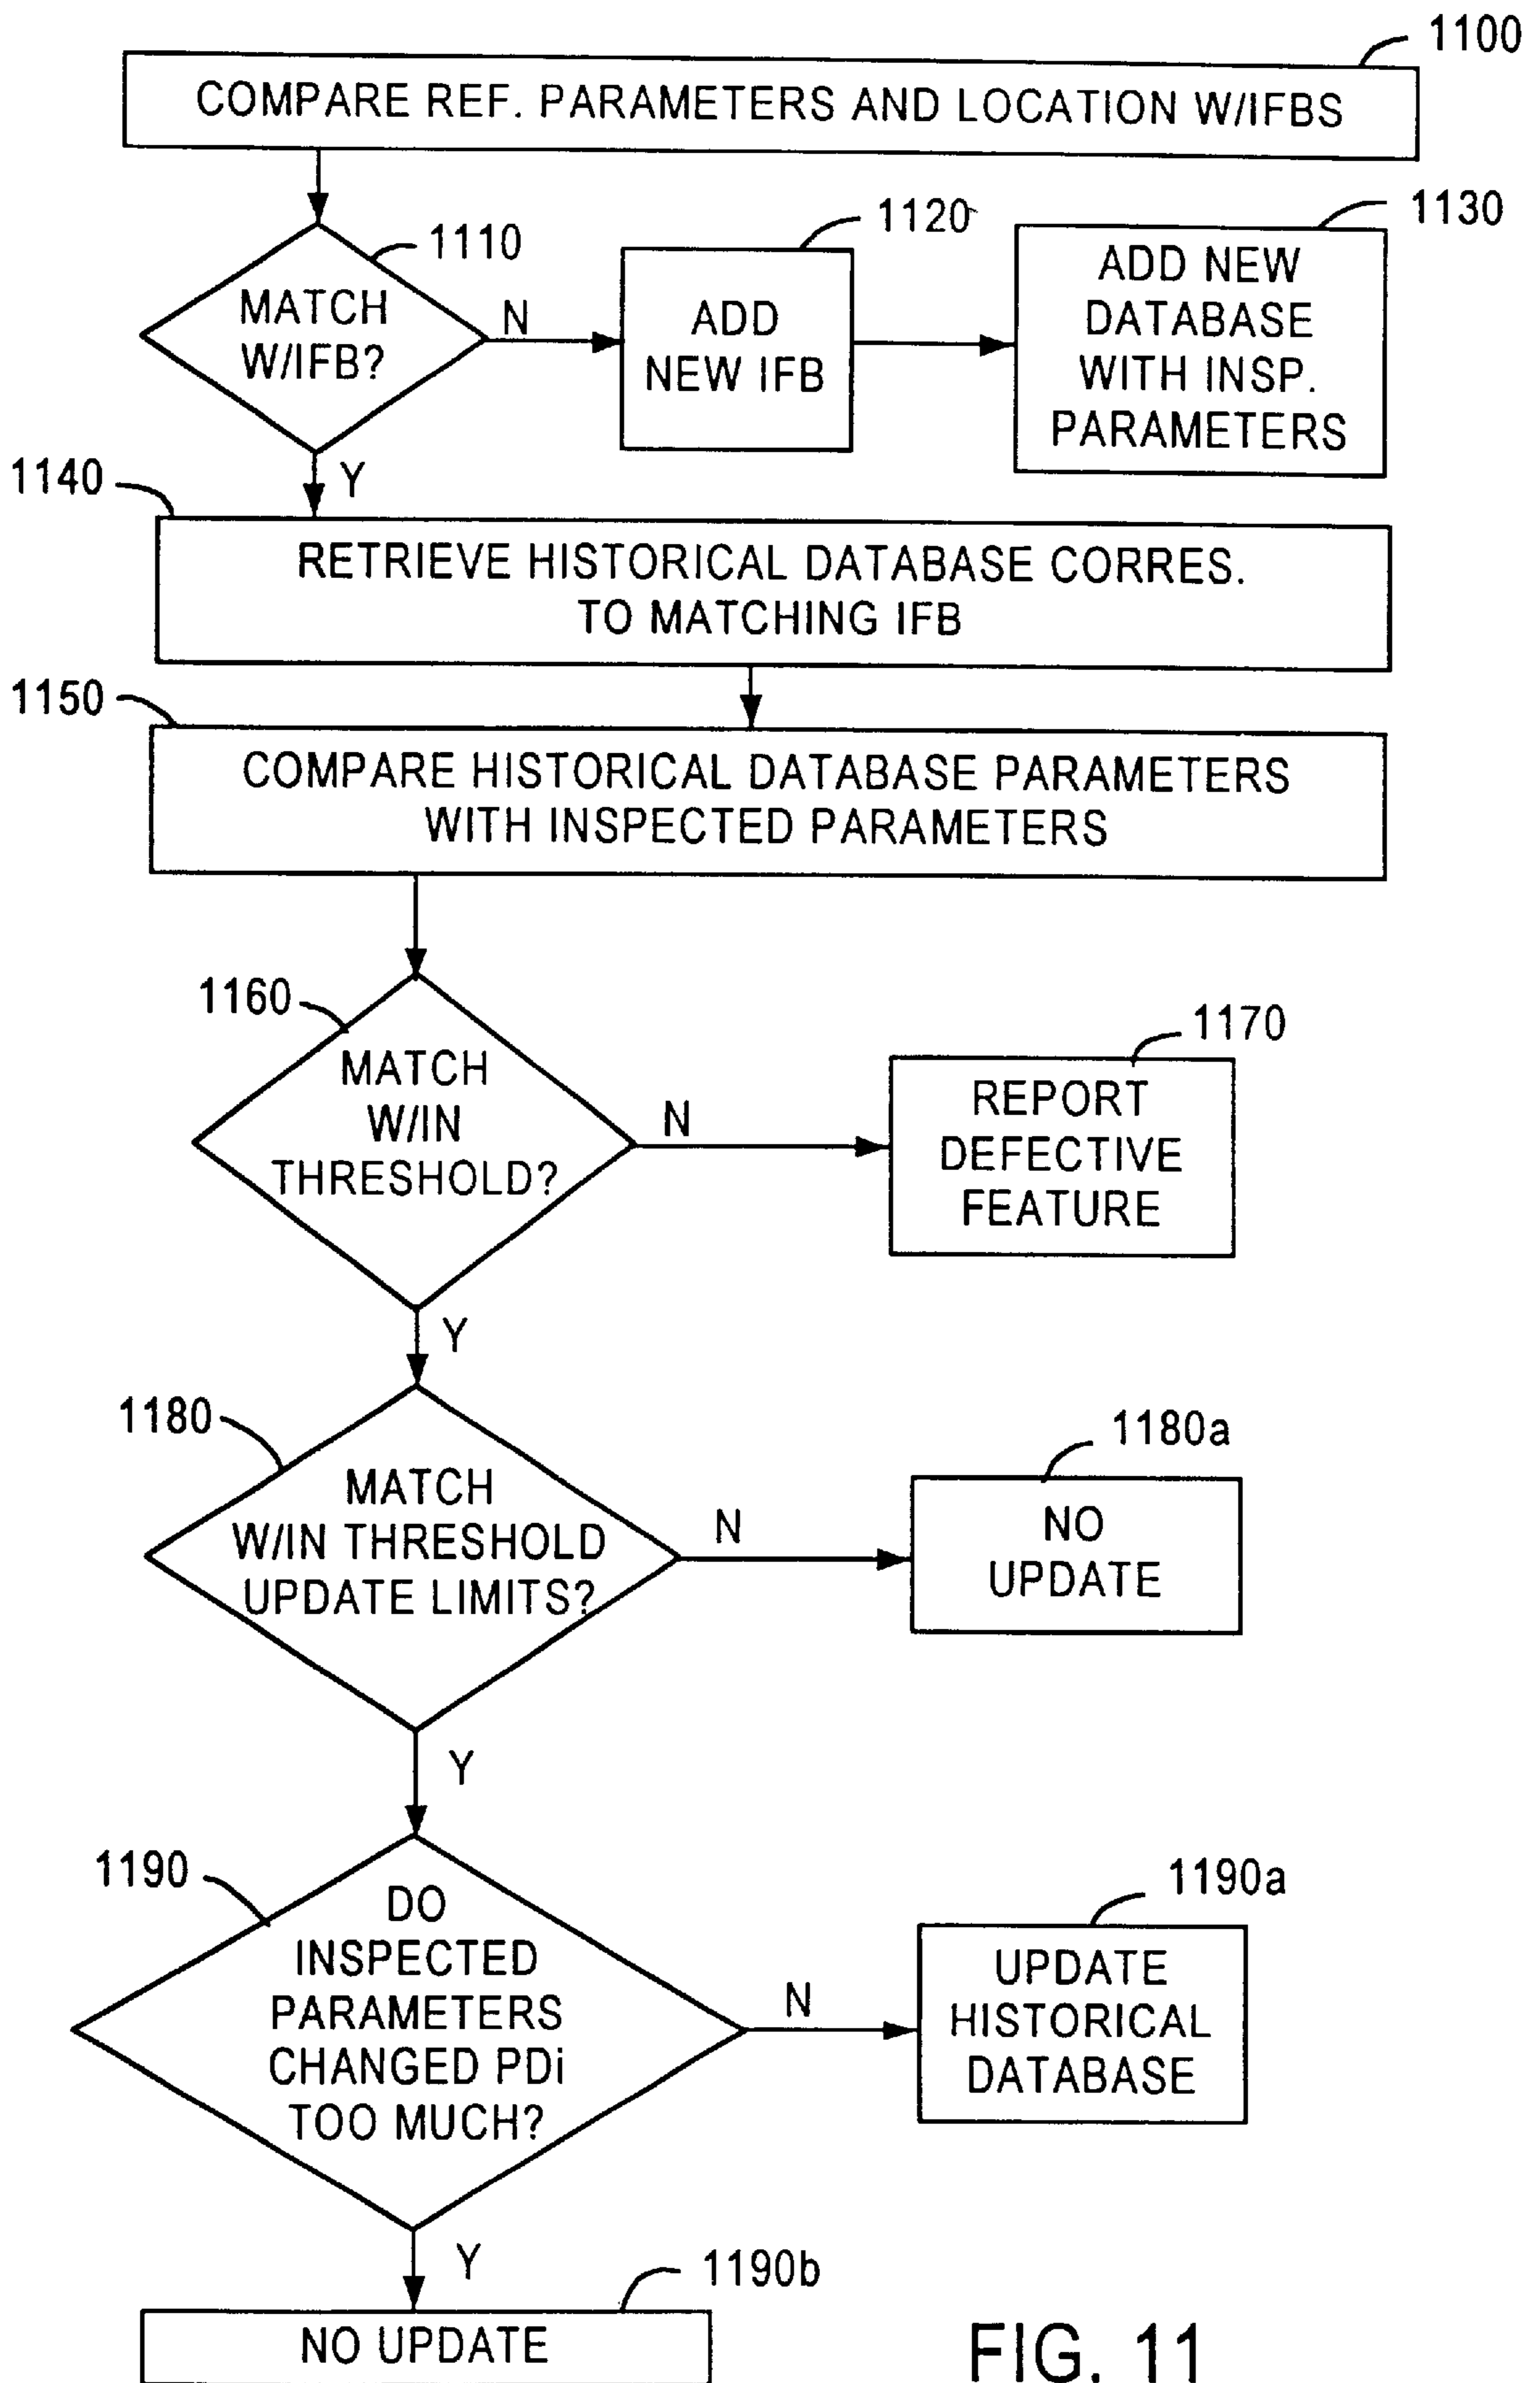 1100
COMPARE REF. PARAMETERS AND LOCATION W/IFBS
1110
MATCH
W/IFB?
N
1120
ADD
NEW IFB
1130
ADD NEW
DATABASE
WITH INSP.
PARAMETERS
Y
1140
RETRIEVE HISTORICAL DATABASE CORRES.
TO MATCHING IFB
1150
COMPARE HISTORICAL DATABASE PARAMETERS
WITH INSPECTED PARAMETERS
1160
MATCH
W/IN
THRESHOLD?
N
1170
REPORT
DEFECTIVE
FEATURE
Y
1180
MATCH
W/IN THRESHOLD
UPDATE LIMITS?
N
1180a
NO
UPDATE
Y
1190
DO
INSPECTED
PARAMETERS
CHANGED PDi
TOO MUCH?
N
1190a
UPDATE
HISTORICAL
DATABASE
Y
1190b
NO UPDATE
FIG. 11